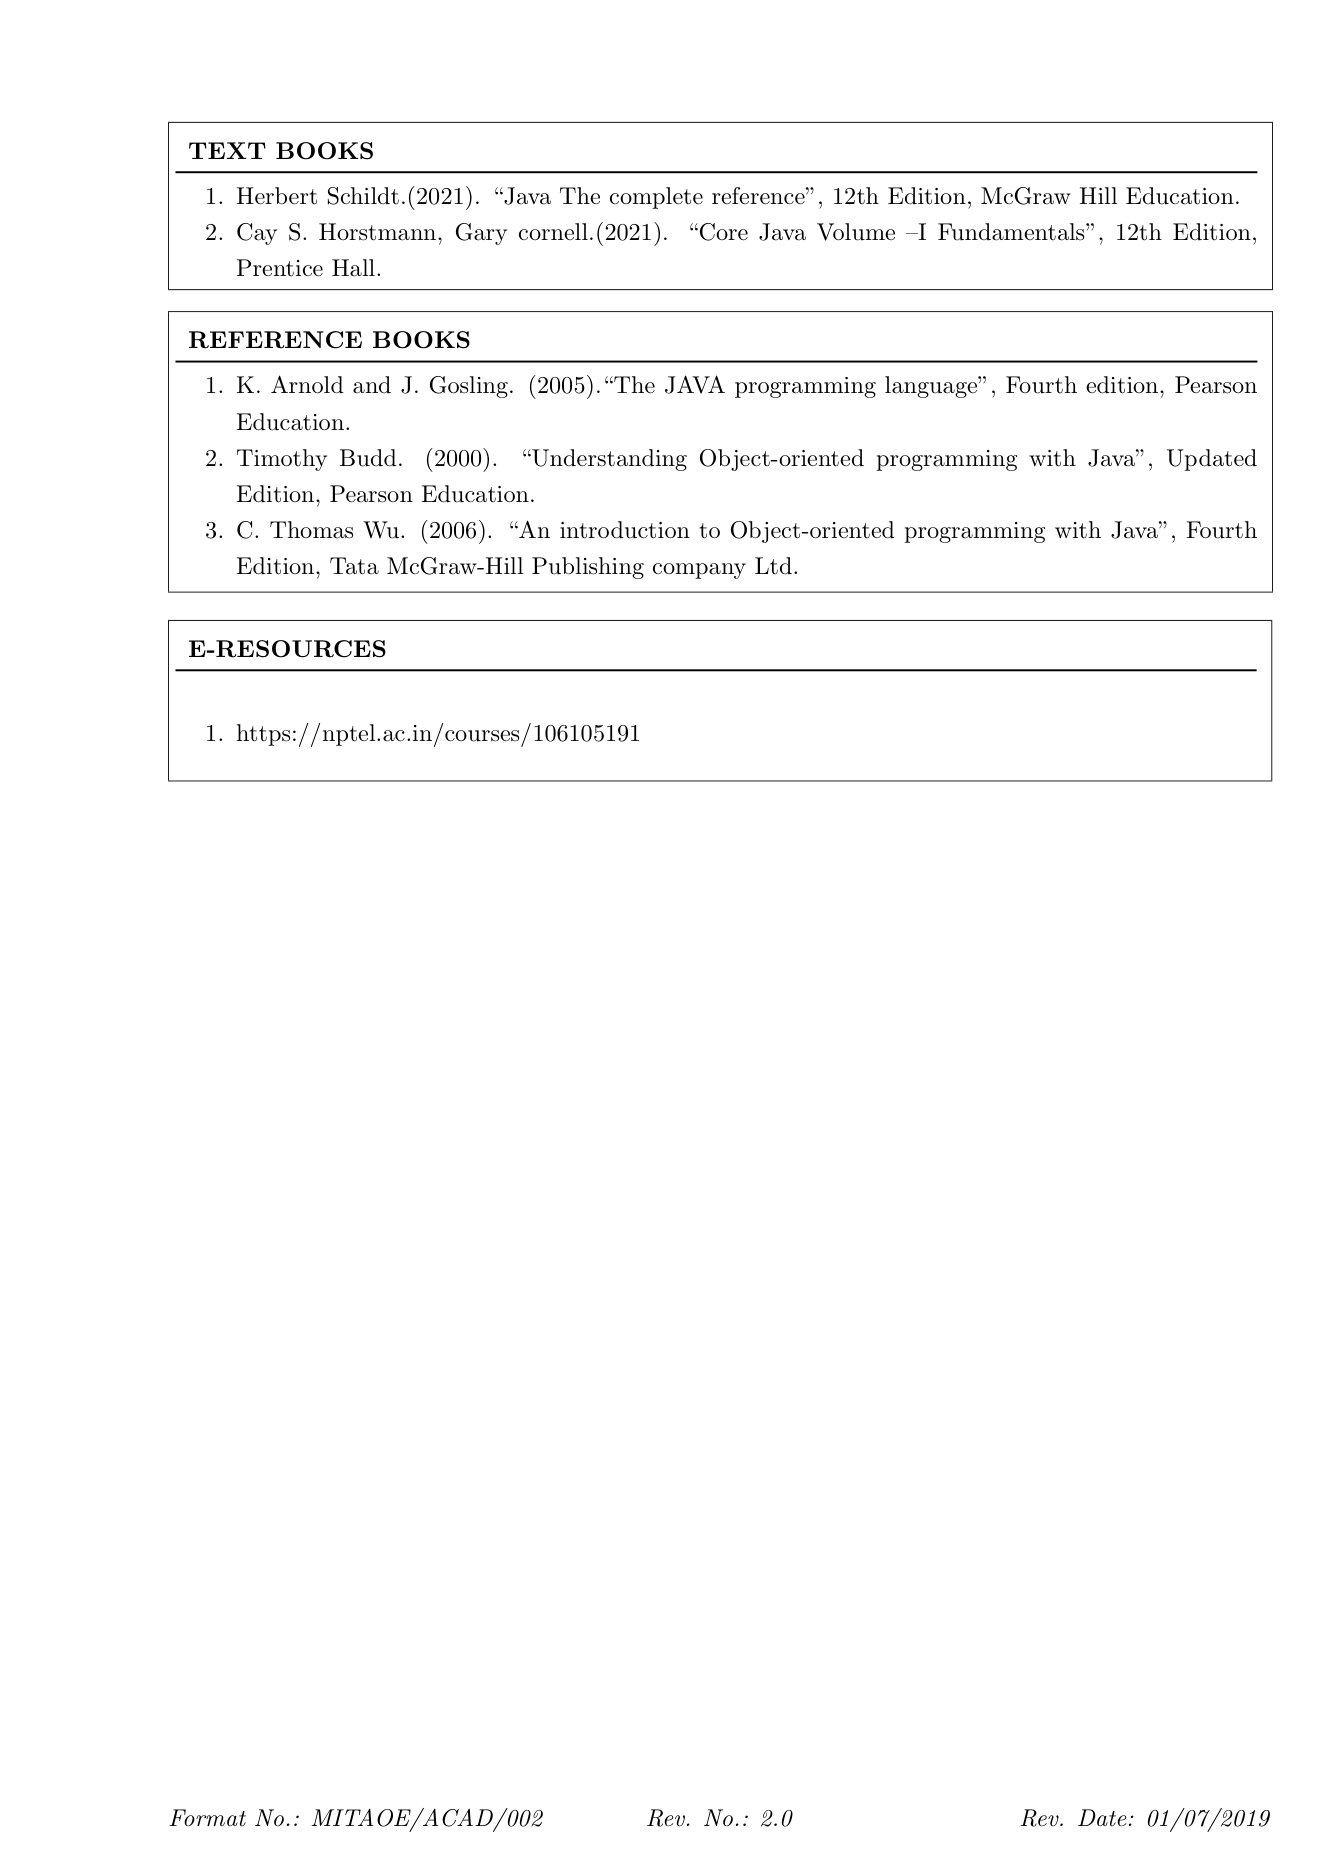 TEXT BOOKS
1. Herbert Schildt.(2021). “Java The complete reference”, 12th Edition, McGraw Hill Education.
2. Cay S. Horstmann, Gary cornell.(2021). “Core Java Volume –I Fundamentals”, 12th Edition,
Prentice Hall.
REFERENCE BOOKS
1. K. Arnold and J. Gosling. (2005).“The JAVA programming language”, Fourth edition, Pearson
Education.
2. Timothy Budd. (2000). “Understanding Object-oriented programming with Java”, Updated
Edition, Pearson Education.
3. C. Thomas Wu. (2006). “An introduction to Object-oriented programming with Java”, Fourth
Edition, Tata McGraw-Hill Publishing company Ltd.
E-RESOURCES
1. https://nptel.ac.in/courses/106105191
Format No.: MITAOE/ACAD/002 Rev. No.: 2.0 Rev. Date: 01/07/2019